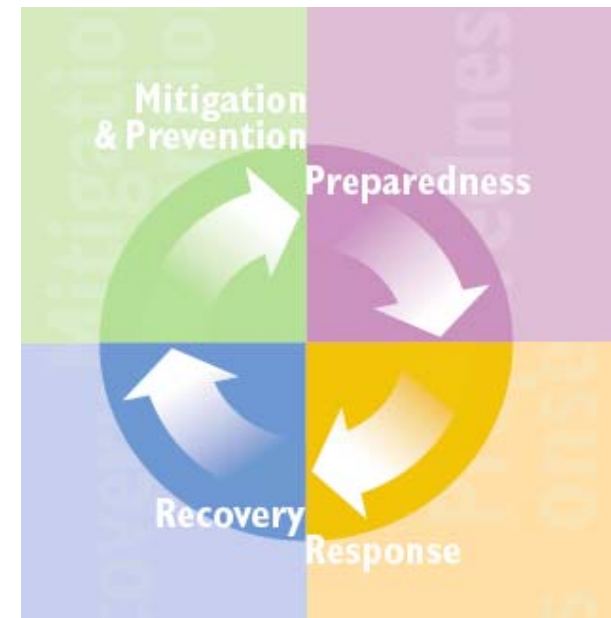 Mitigation
& Prevention
Preparedness
Response
Recovery